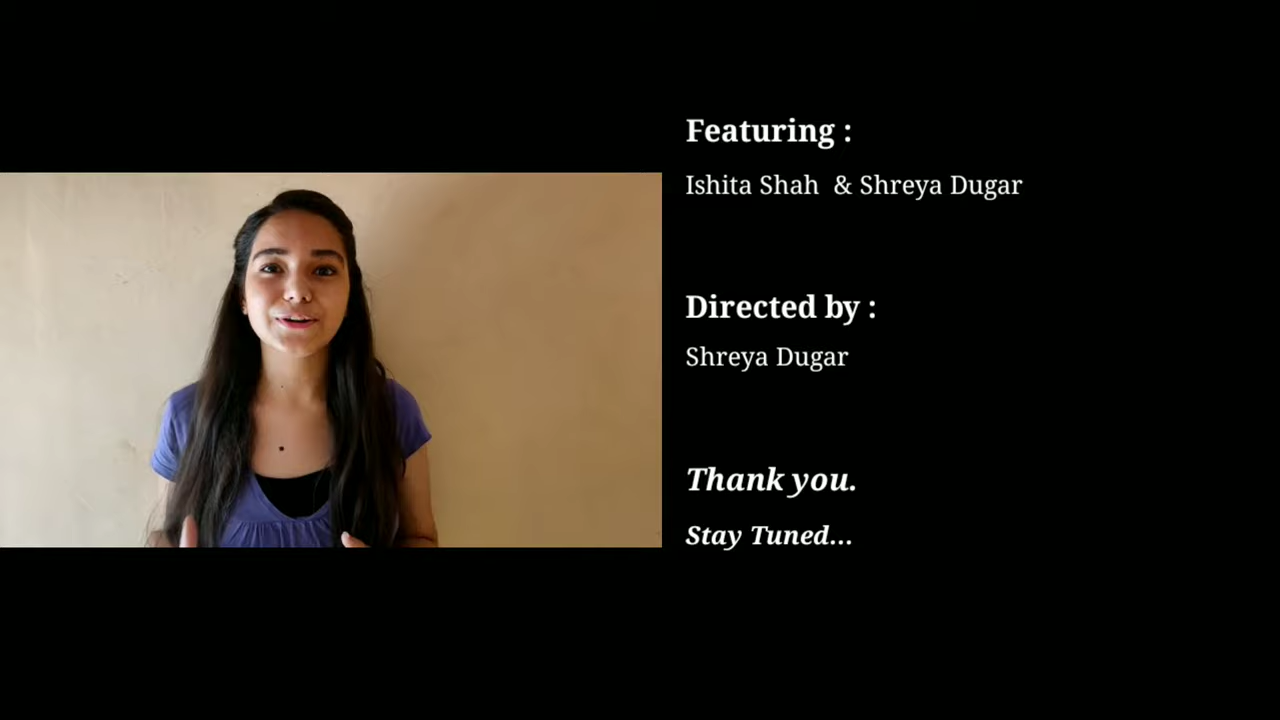 Featuring :
Ishita Shah & Shreya Dugar
Directed by :
Shreya Dugar
Thank you.
Stay Tuned...